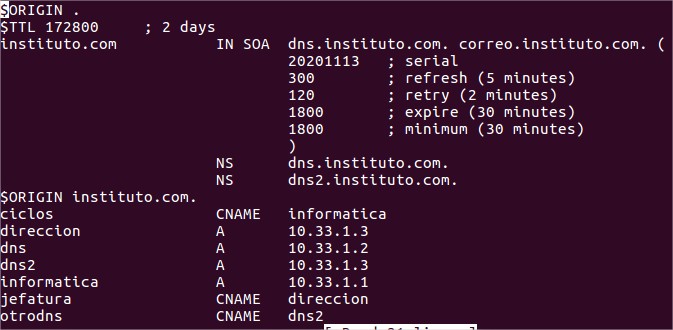 $ORIGIN .
$TTL 172800     ; 2 days
instituto.com           IN SOA  dns.instituto.com. correo.instituto.com. (
                                20201113   ; serial
                                300        ; refresh (5 minutes)
                                120        ; retry (2 minutes)
                                1800       ; expire (30 minutes)
                                1800       ; minimum (30 minutes)
                                )
                        NS      dns.instituto.com.
                        NS      dns2.instituto.com.
$ORIGIN instituto.com.
ciclos                  CNAME   informatica
direccion               A       10.33.1.3
dns                     A       10.33.1.2
dns2                    A       10.33.1.3
informatica             A       10.33.1.1
jefatura                CNAME   direccion
otrodns                 CNAME   dns2